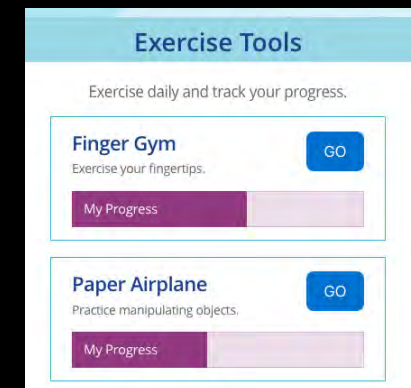 Exercise Tools
Exercise daily and track your progress.
Finger Gym
GO
Exercise your fingertips.
My Progress
Paper Airplane
GO
Practice manipulating objects.
My Progress